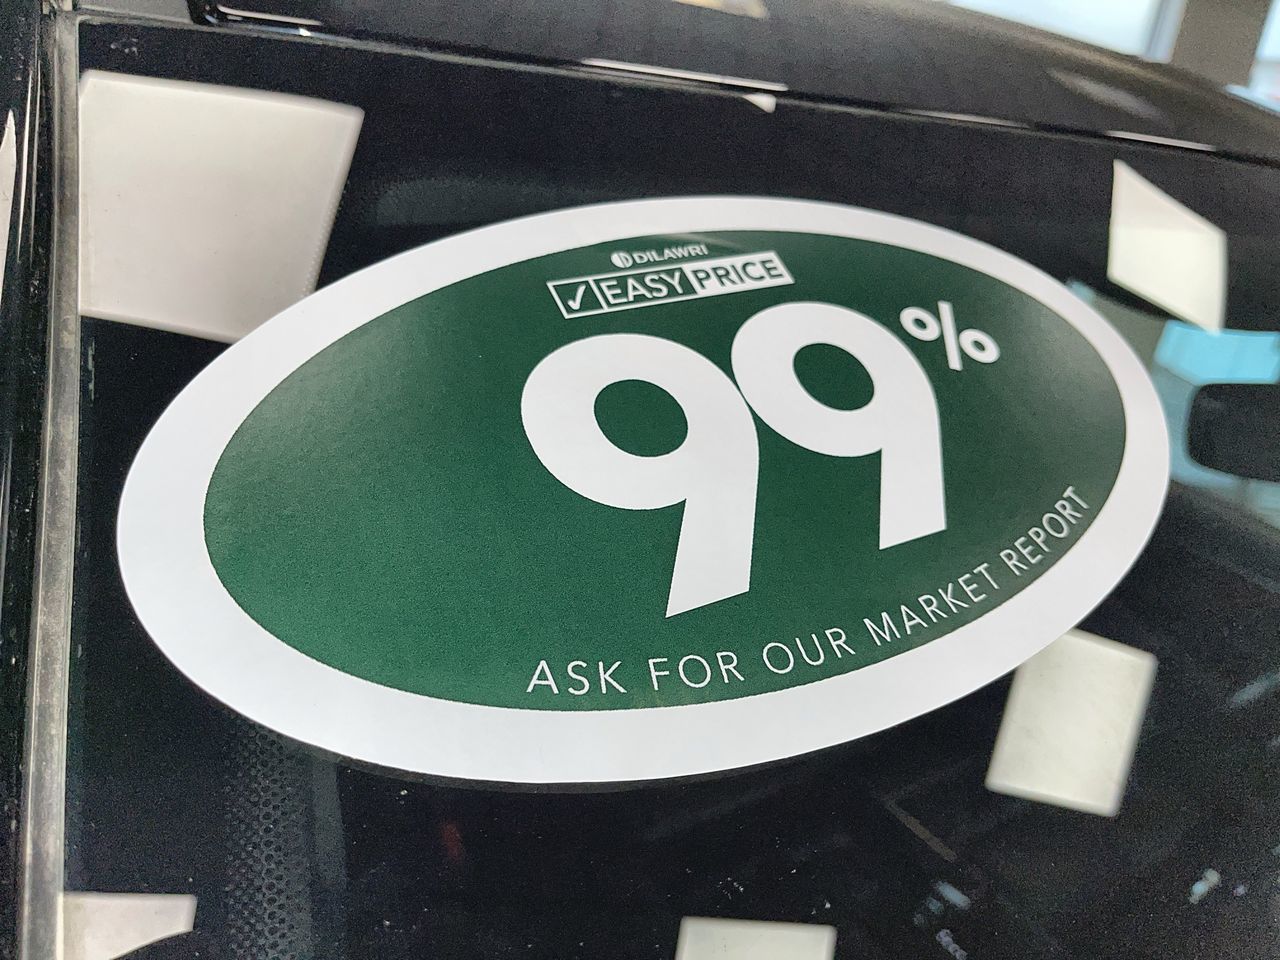 DILAWRI
✓ EASY PRICE
99%
ASK FOR OUR MARKET REPORT